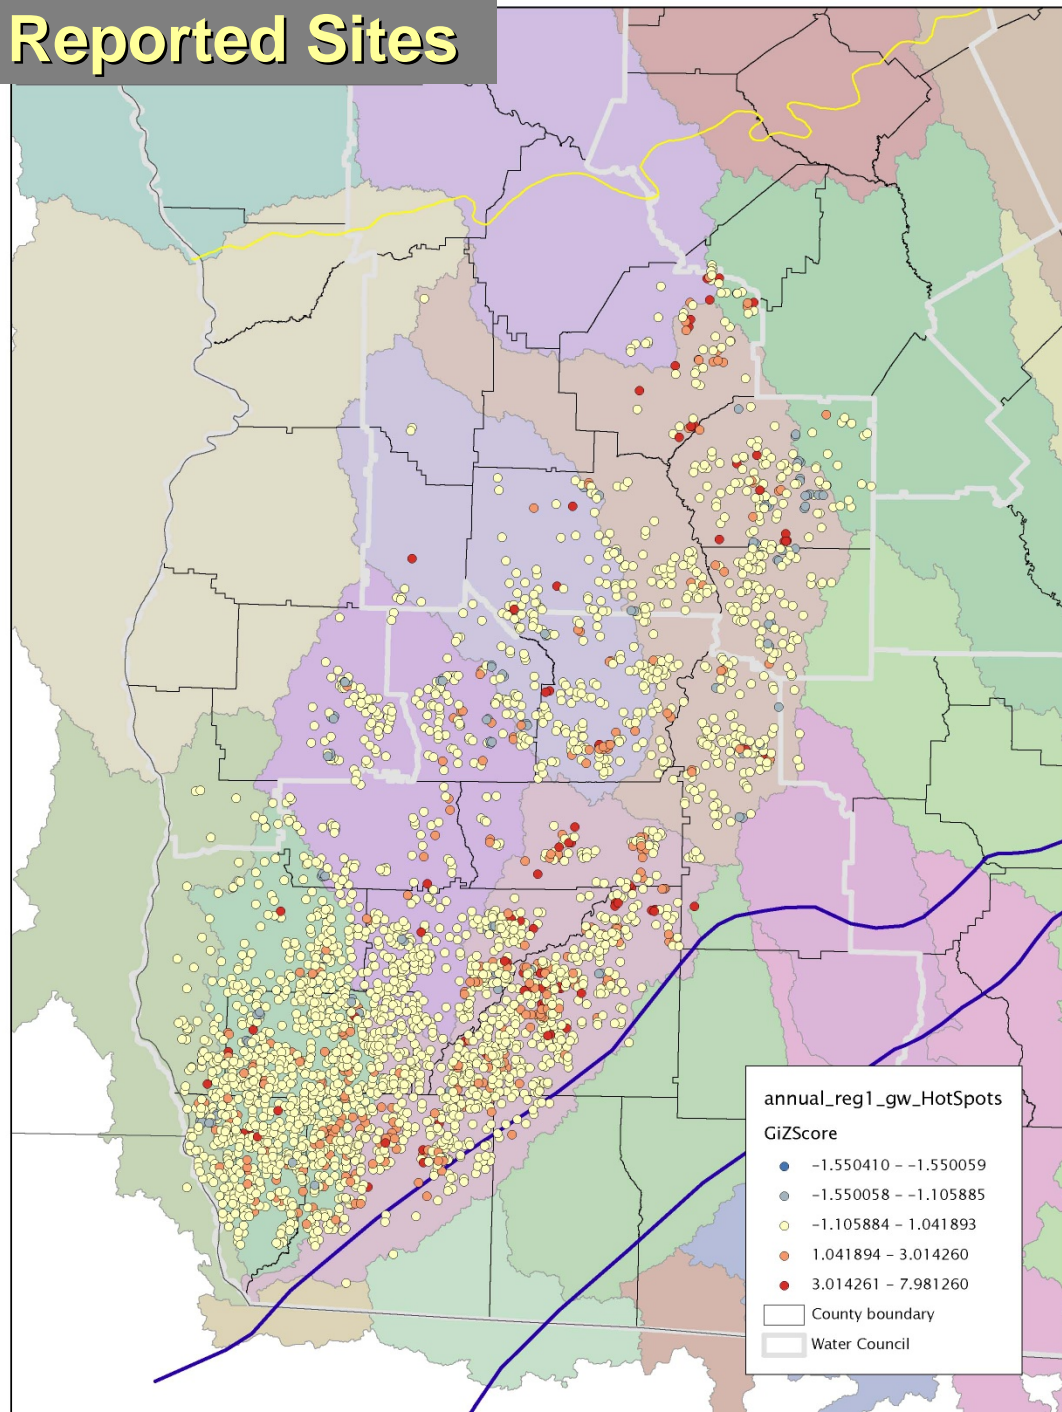 Reported Sites
annual_reg1_gw_HotSpots
GiZScore
-1.550410 - -1.550059
-1.550058 - -1.105885
-1.105884 - 1.041893
1.041894 - 3.014260
3.014261 - 7.981260
County boundary
Water Council